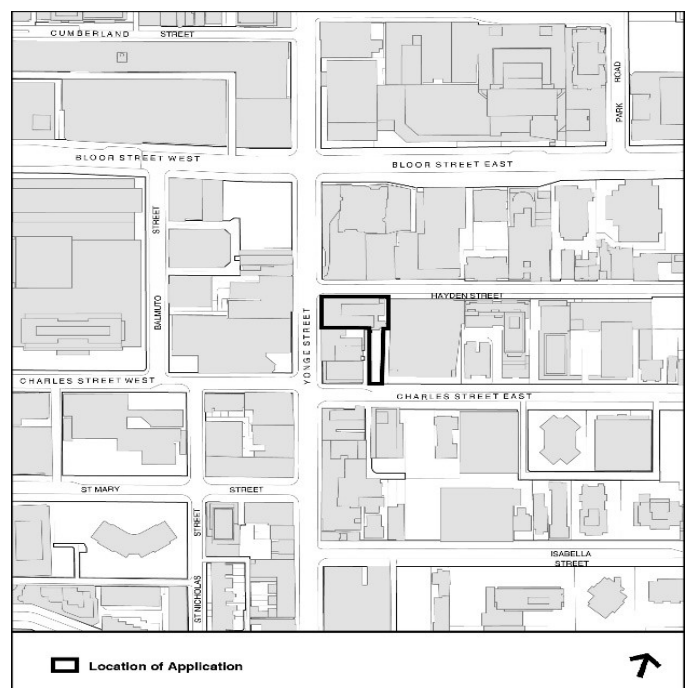 CUMBERLAND STREET
ROAD
PARK
BLOOR STREET WEST
BLOOR STREET EAST
STREET
BALMUTO
HAYDEN STREET
YONGE STREET
CHARLES STREET WEST
CHARLES STREET EAST
ST MARY STREET
STREET
ST NICHOLAS
ISABELLA
STREET
Location of Application